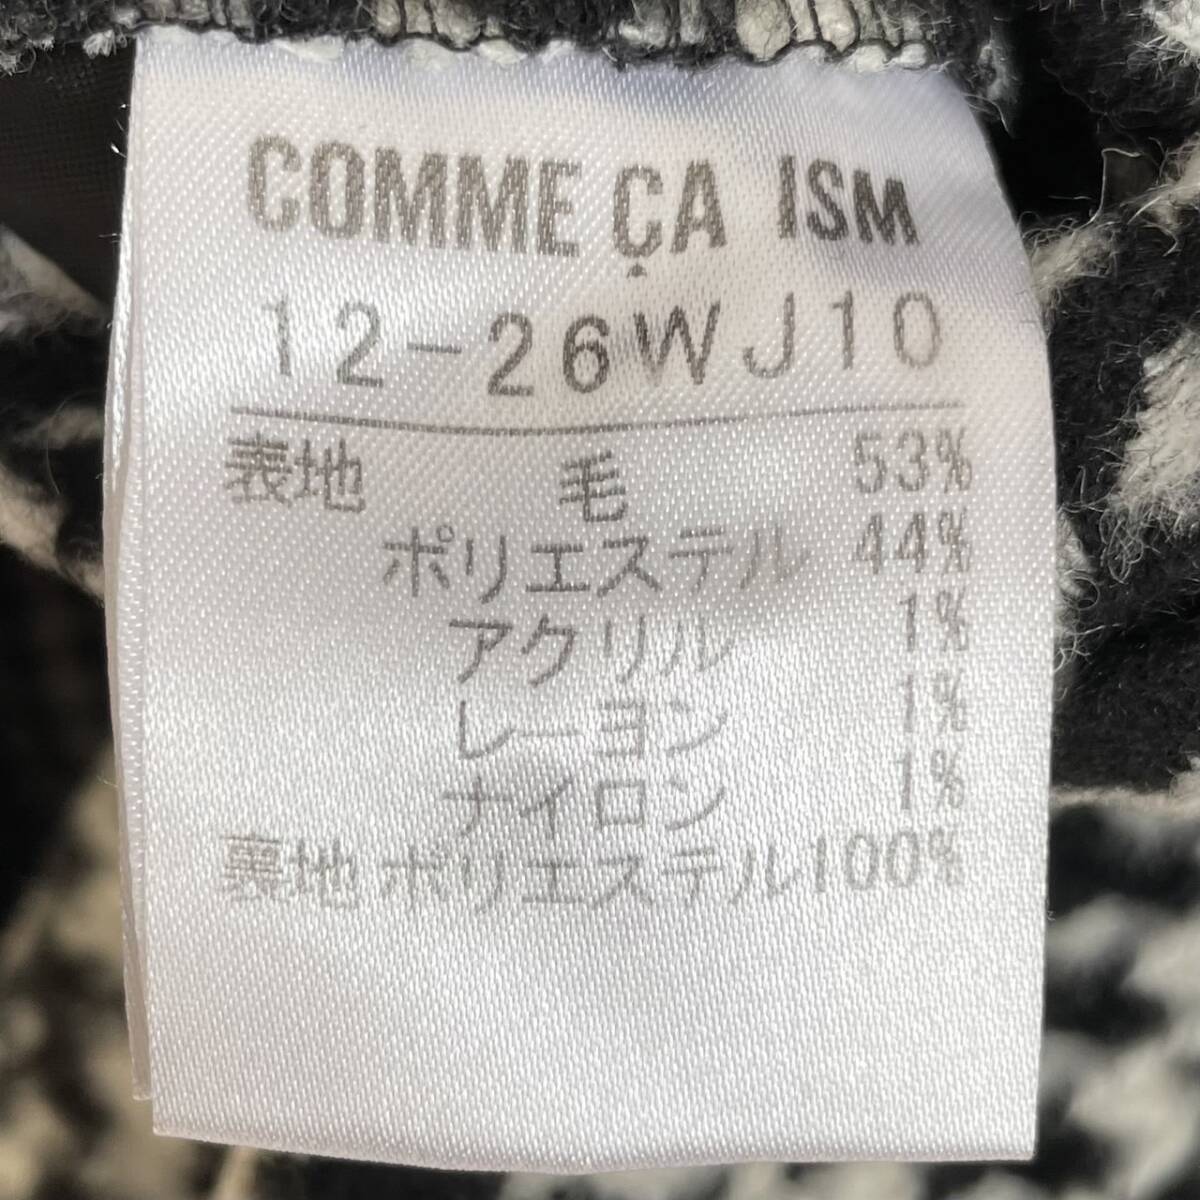 COMME ÇA ISM
12-26WJ10
表地 毛 53%
ポリエステル 44%
アクリル 1%
レーヨン 1%
ナイロン 1%
裏地 ポリエステル100%